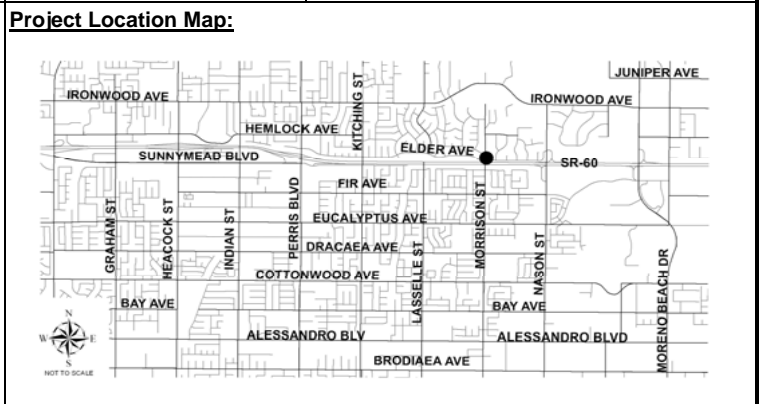 Project Location Map:
JUNIPER AVE
IRONWOOD AVE
IRONWOOD AVE
KITCHING ST
HEMLOCK AVE
ELDER AVE
SUNNYMEAD BLVD
SR-60
FIR AVE
PERRIS BLVD
EUCALYPTUS AVE
MORRISON ST
GRAHAM ST
HEACOCK ST
INDIAN ST
DRACAEA AVE
LASSELLE ST
NASON ST
COTTONWOOD AVE
MORENO BEACH DR
BAY AVE
BAY AVE
ALESSANDRO BLV
ALESSANDRO BLVD
BRODIAEA AVE
N
W E
S
NOT TO SCALE